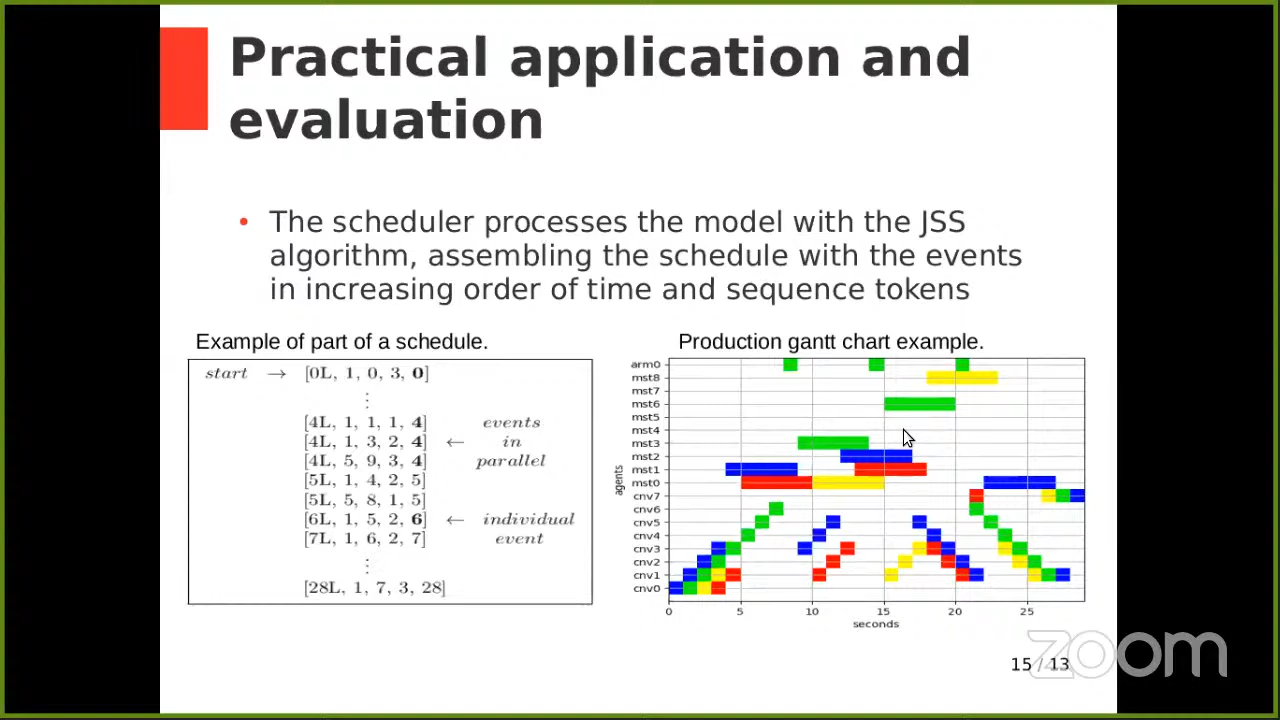 Practical application and
evaluation
• The scheduler processes the model with the JSS
algorithm, assembling the schedule with the events
in increasing order of time and sequence tokens
Example of part of a schedule.
start → [0L, 1, 0, 3, 0]
⋮
[4L, 1, 1, 1, 4] events
[4L, 1, 3, 2, 4] ← in
[4L, 5, 9, 3, 4] parallel
[5L, 1, 4, 2, 5]
[5L, 5, 8, 1, 5]
[6L, 1, 5, 2, 6] ← individual
[7L, 1, 6, 2, 7] event
⋮
[28L, 1, 7, 3, 28]
Production gantt chart example.
arm0
mst8
mst7
mst6
mst5
mst4
mst3
mst2
mst1
mst0
cnv7
cnv6
cnv5
cnv4
cnv3
cnv2
cnv1
cnv0
agents
0 5 10 15 20 25
seconds
15 / 13
zoom